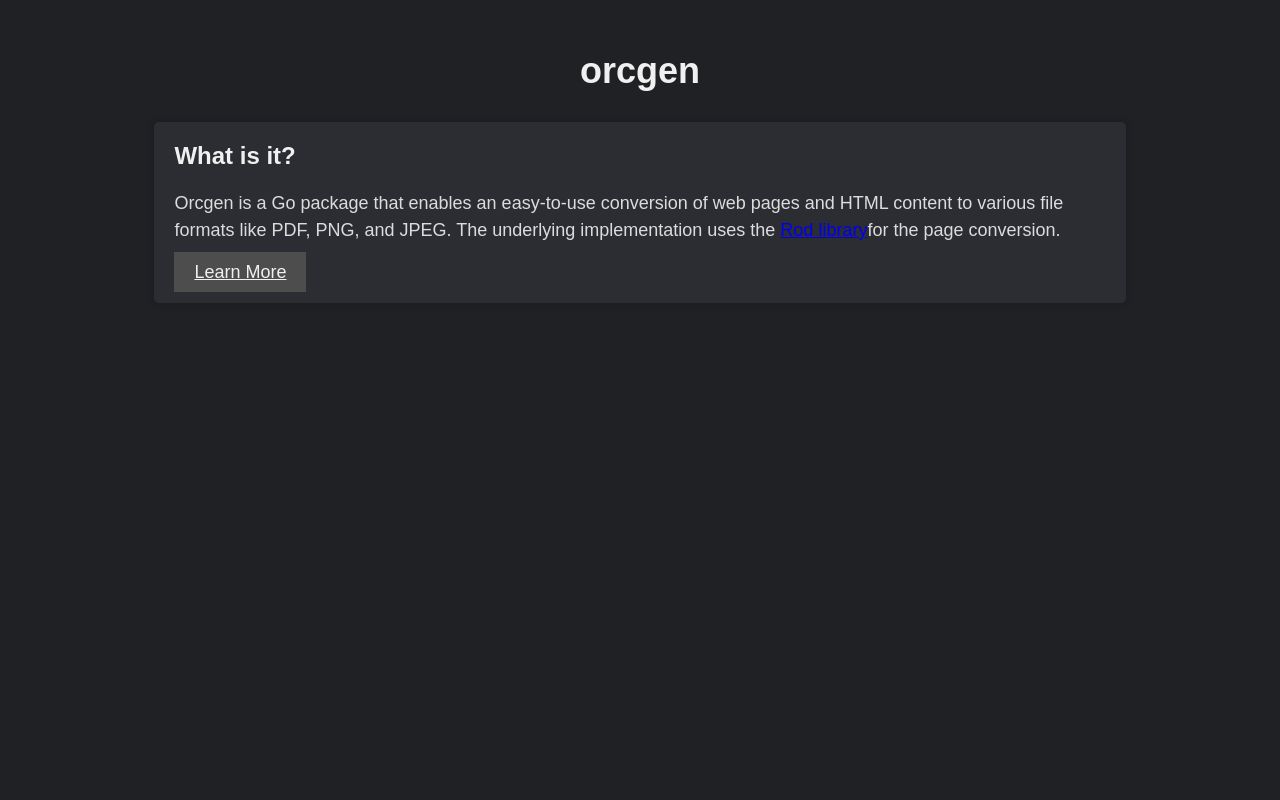 orcgen
What is it?
Orcgen is a Go package that enables an easy-to-use conversion of web pages and HTML content to various file
formats like PDF, PNG, and JPEG. The underlying implementation uses the Rod libraryfor the page conversion.
Learn More